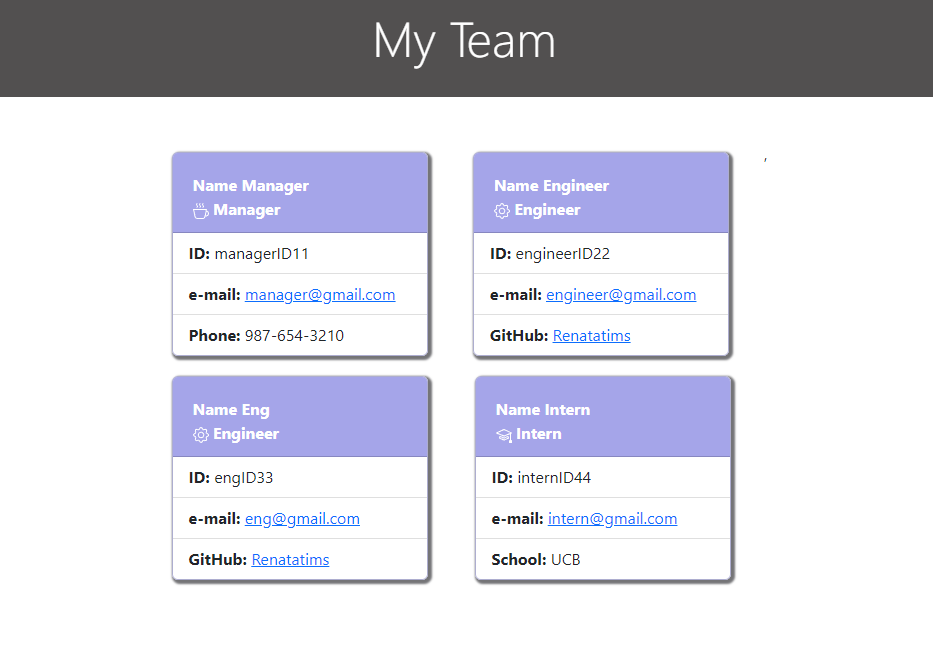 My Team
Name Manager
Manager
ID: managerID11
e-mail: manager@gmail.com
Phone: 987-654-3210
Name Engineer
Engineer
ID: engineerID22
e-mail: engineer@gmail.com
GitHub: Renatatims
,
Name Eng
Engineer
ID: engID33
e-mail: eng@gmail.com
GitHub: Renatatims
Name Intern
Intern
ID: internID44
e-mail: intern@gmail.com
School: UCB